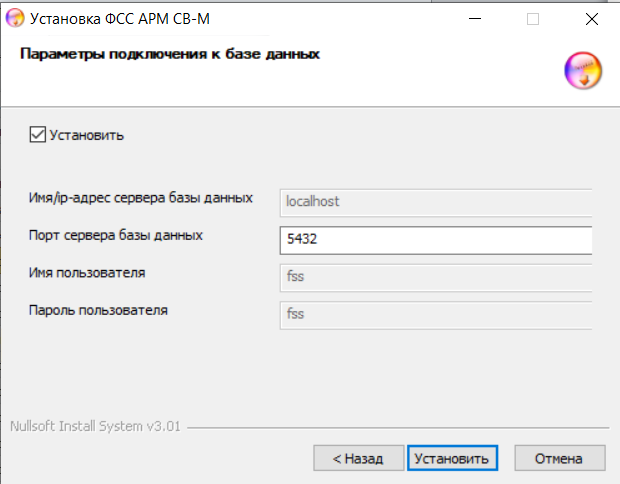 Установка ФСС АРМ СВ-М
Параметры подключения к базе данных
Установить
Имя/ip-адрес сервера базы данных
localhost
Порт сервера базы данных
5432
Имя пользователя
fss
Пароль пользователя
fss
Nullsoft Install System v3.01
< Назад
Установить
Отмена